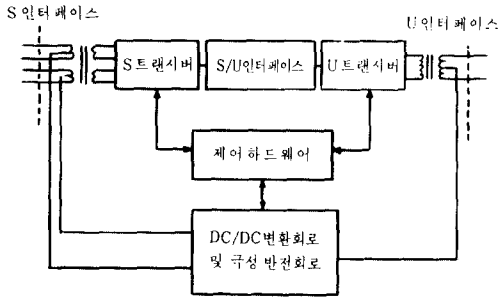 S인터페이스
U인터페이스
S트랜시버
S/U인터페이스
U트랜시버
제어하드웨어
DC/DC변환회로
및 극성 반전회로